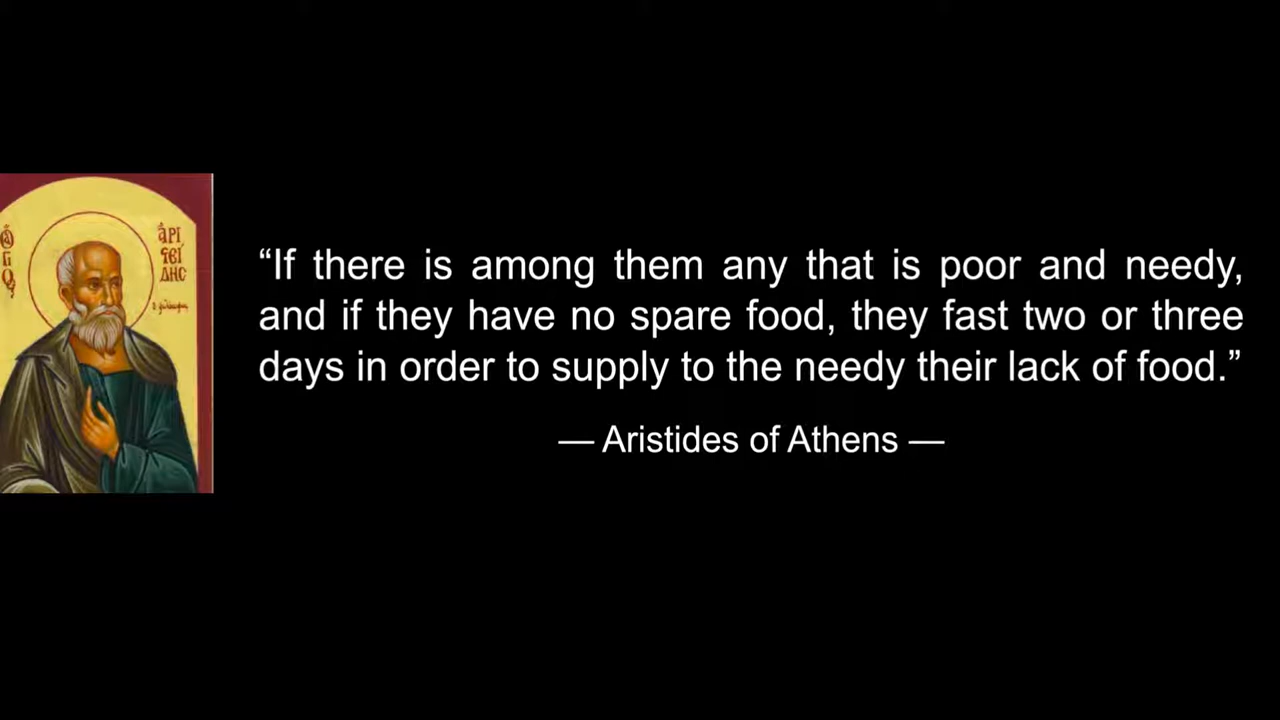 ὁ ἅγιος
ἈΡΙ
ΣΤΕΙ
ΔΗΣ
“If there is among them any that is poor and needy,
and if they have no spare food, they fast two or three
days in order to supply to the needy their lack of food.”
— Aristides of Athens —